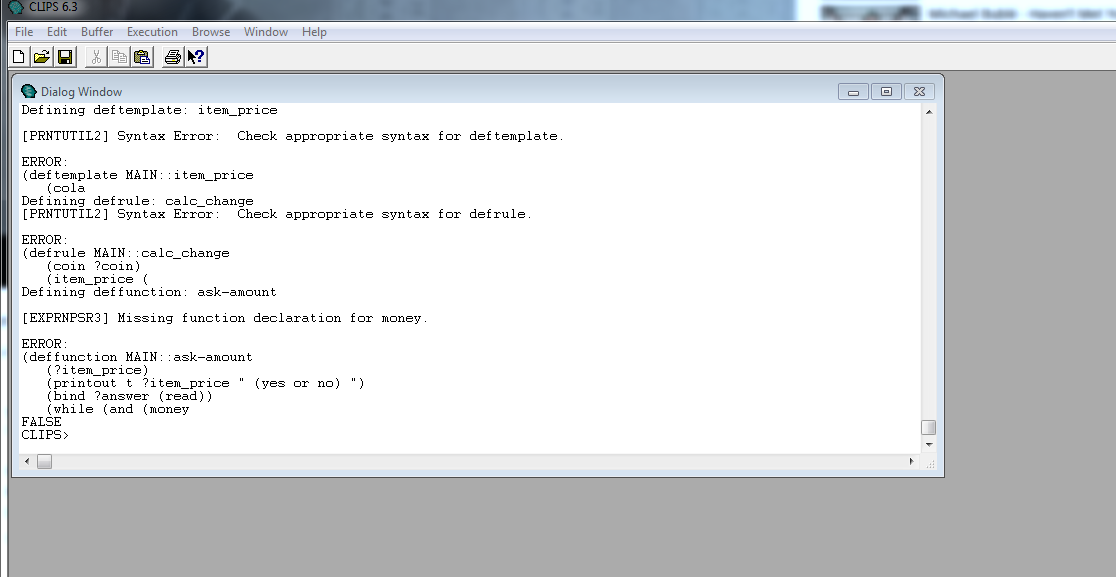 CLIPS 6.3
File Edit Buffer Execution Browse Window Help
Dialog Window
Defining deftemplate: item_price
[PRNTUTIL2] Syntax Error:  Check appropriate syntax for deftemplate.
ERROR:
(deftemplate MAIN::item_price
   (cola
Defining defrule: calc_change
[PRNTUTIL2] Syntax Error:  Check appropriate syntax for defrule.
ERROR:
(defrule MAIN::calc_change
   (coin ?coin)
   (item_price (
Defining deffunction: ask-amount
[EXPRNPSR3] Missing function declaration for money.
ERROR:
(deffunction MAIN::ask-amount
   (?item_price)
   (printout t ?item_price " (yes or no) ")
   (bind ?answer (read))
   (while (and (money
FALSE
CLIPS>